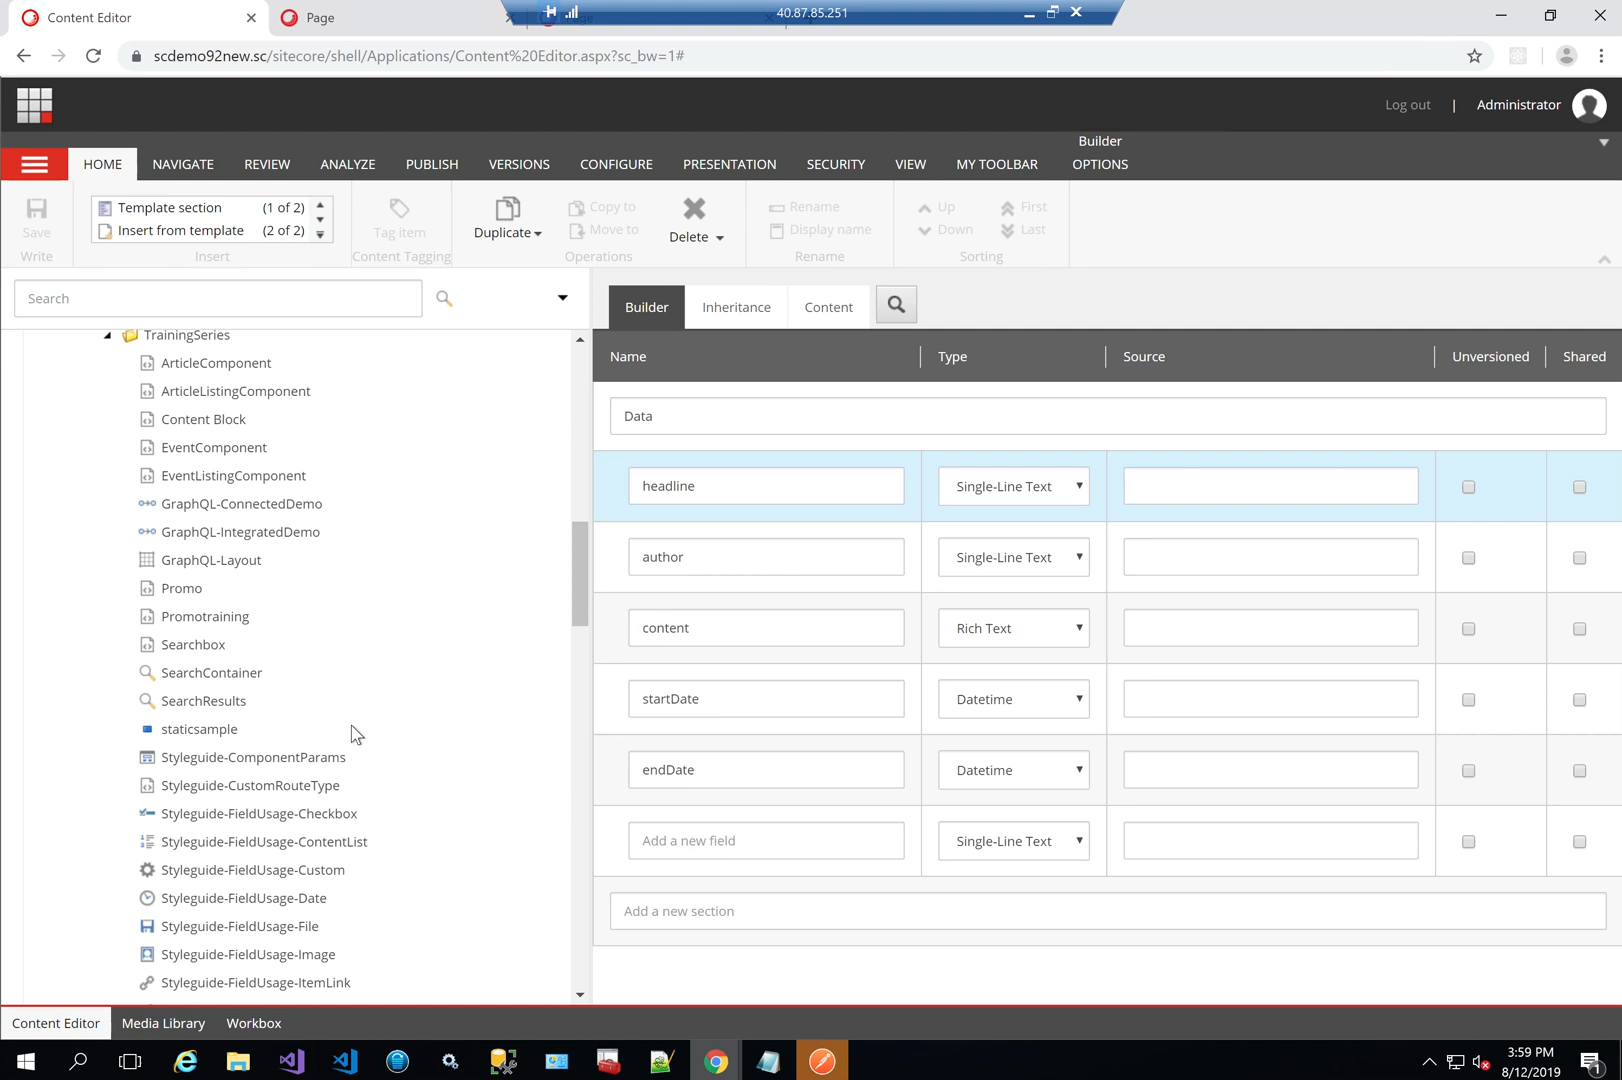 Content Editor
Page
40.87.85.251
scdemo92new.sc/sitecore/shell/Applications/Content%20Editor.aspx?sc_bw=1#
Log out | Administrator
Builder
HOME NAVIGATE REVIEW ANALYZE PUBLISH VERSIONS CONFIGURE PRESENTATION SECURITY VIEW MY TOOLBAR OPTIONS
Template section (1 of 2)
Insert from template (2 of 2)
Save
Write
Insert
Tag item
Content Tagging
Duplicate
Copy to
Move to
Delete
Operations
Rename
Display name
Rename
Up
Down
First
Last
Sorting
Search
Builder Inheritance Content
TrainingSeries
ArticleComponent
ArticleListingComponent
Content Block
EventComponent
EventListingComponent
GraphQL-ConnectedDemo
GraphQL-IntegratedDemo
GraphQL-Layout
Promo
Promotraining
Searchbox
SearchContainer
SearchResults
staticsample
Styleguide-ComponentParams
Styleguide-CustomRouteType
Styleguide-FieldUsage-Checkbox
Styleguide-FieldUsage-ContentList
Styleguide-FieldUsage-Custom
Styleguide-FieldUsage-Date
Styleguide-FieldUsage-File
Styleguide-FieldUsage-Image
Styleguide-FieldUsage-ItemLink
Name Type Source Unversioned Shared
Data
headline Single-Line Text
author Single-Line Text
content Rich Text
startDate Datetime
endDate Datetime
Add a new field Single-Line Text
Add a new section
Content Editor Media Library Workbox
3:59 PM
8/12/2019
1